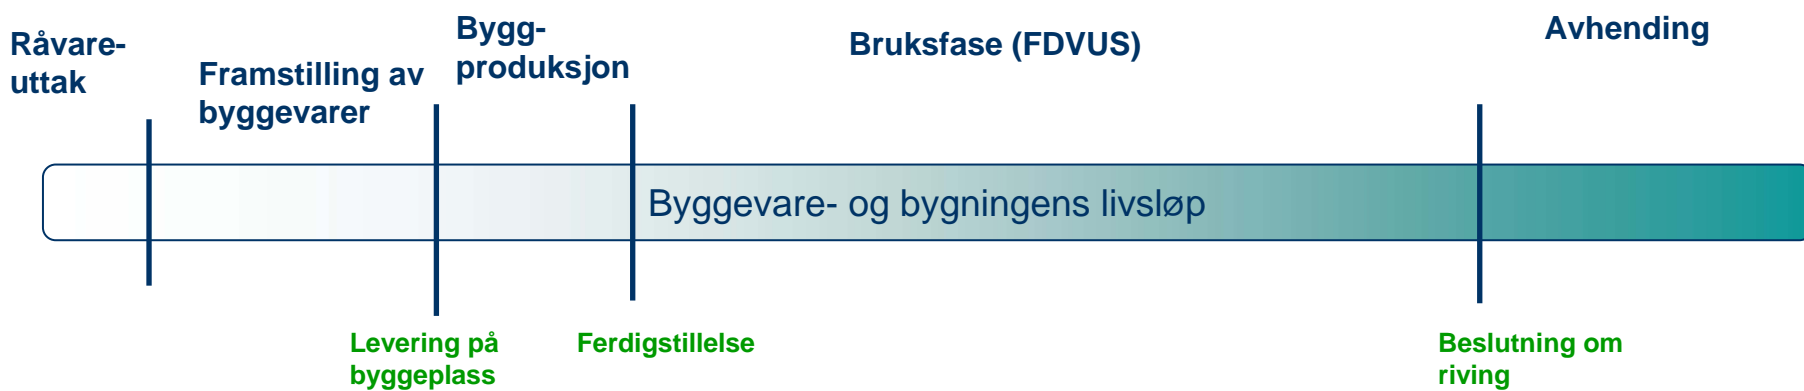 Råvare-
uttak
Framstilling av
byggevarer
Bygg-
produksjon
Bruksfase (FDVUS)
Avhending
Byggevare- og bygningens livsløp
Levering på
byggeplass
Ferdigstillelse
Beslutning om
riving